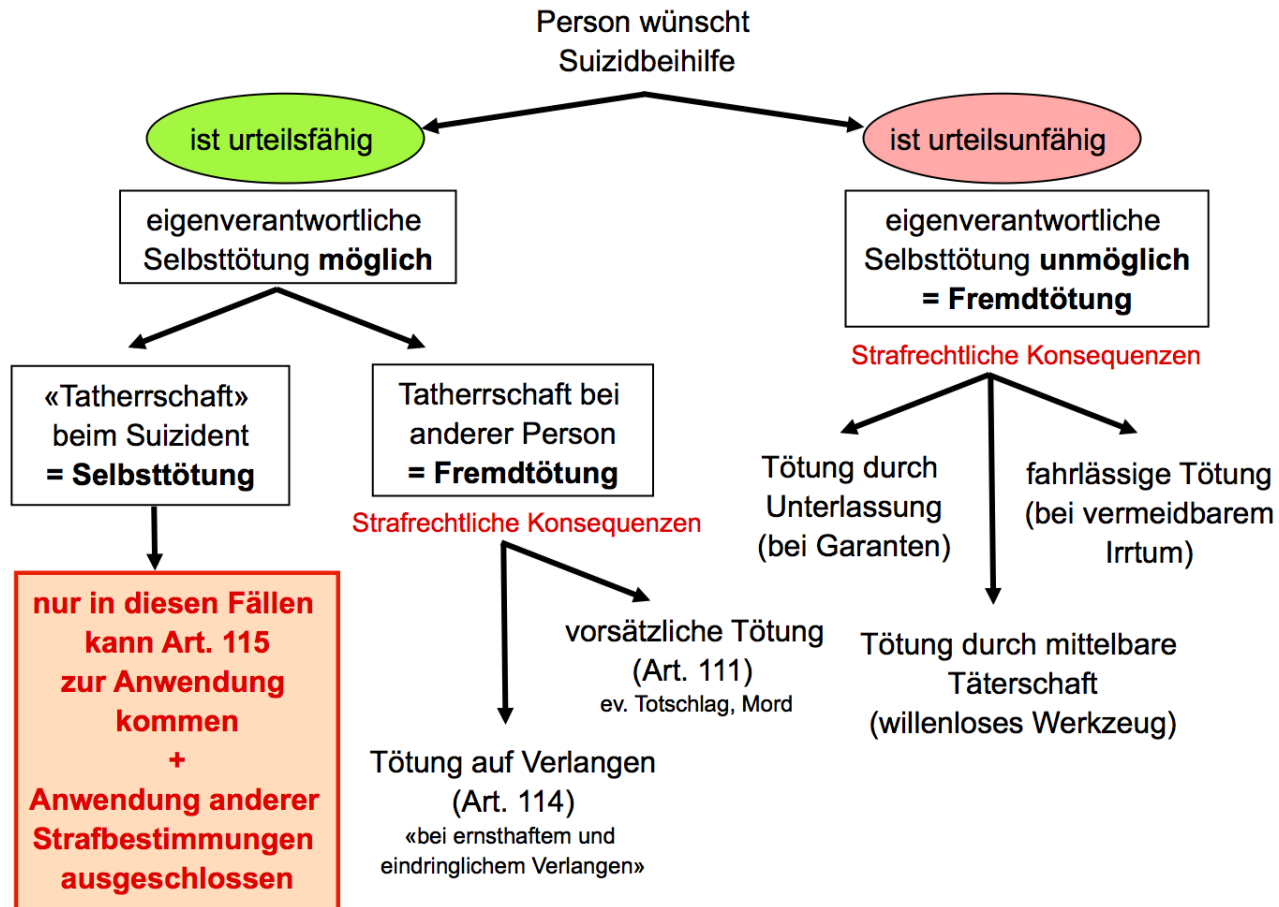 Person wünscht
Suizidbeihilfe
ist urteilsfähig
ist urteilsunfähig
eigenverantwortliche
Selbsttötung möglich
eigenverantwortliche
Selbsttötung unmöglich
= Fremdtötung
Strafrechtliche Konsequenzen
«Tatherrschaft»
beim Suizident
= Selbsttötung
Tatherrschaft bei
anderer Person
= Fremdtötung
Strafrechtliche Konsequenzen
Tötung durch
Unterlassung
(bei Garanten)
fahrlässige Tötung
(bei vermeidbarem
Irrtum)
nur in diesen Fällen
kann Art. 115
zur Anwendung
kommen
+
Anwendung anderer
Strafbestimmungen
ausgeschlossen
vorsätzliche Tötung
(Art. 111)
ev. Totschlag, Mord
Tötung durch mittelbare
Täterschaft
(willenloses Werkzeug)
Tötung auf Verlangen
(Art. 114)
«bei ernsthaftem und
eindringlichem Verlangen»